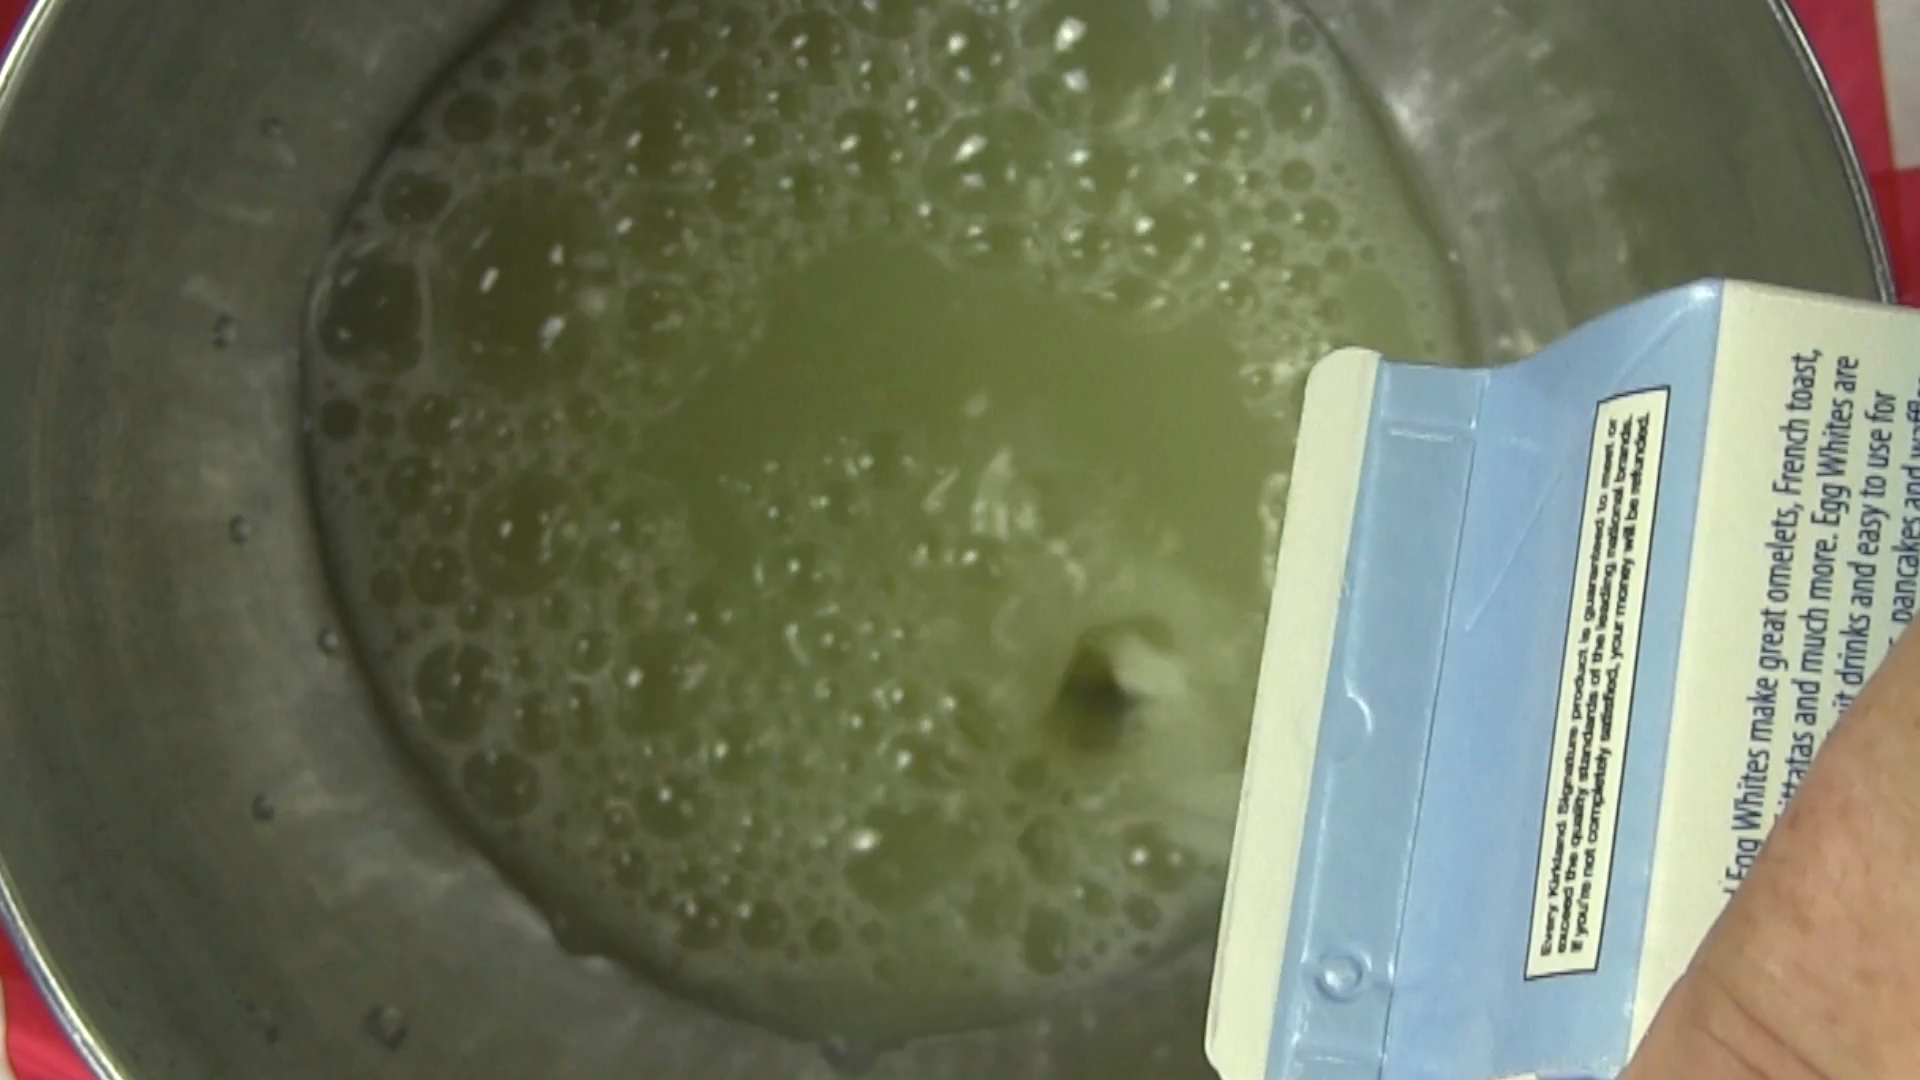 Every Kirkland Signature product is guaranteed to meet or
exceed the quality standards of the leading national brands.
If you're not completely satisfied, your money will be refunded.
Egg Whites make great omelets, French toast,
frittatas and much more. Egg Whites are
drinks and easy to use for
pancakes and